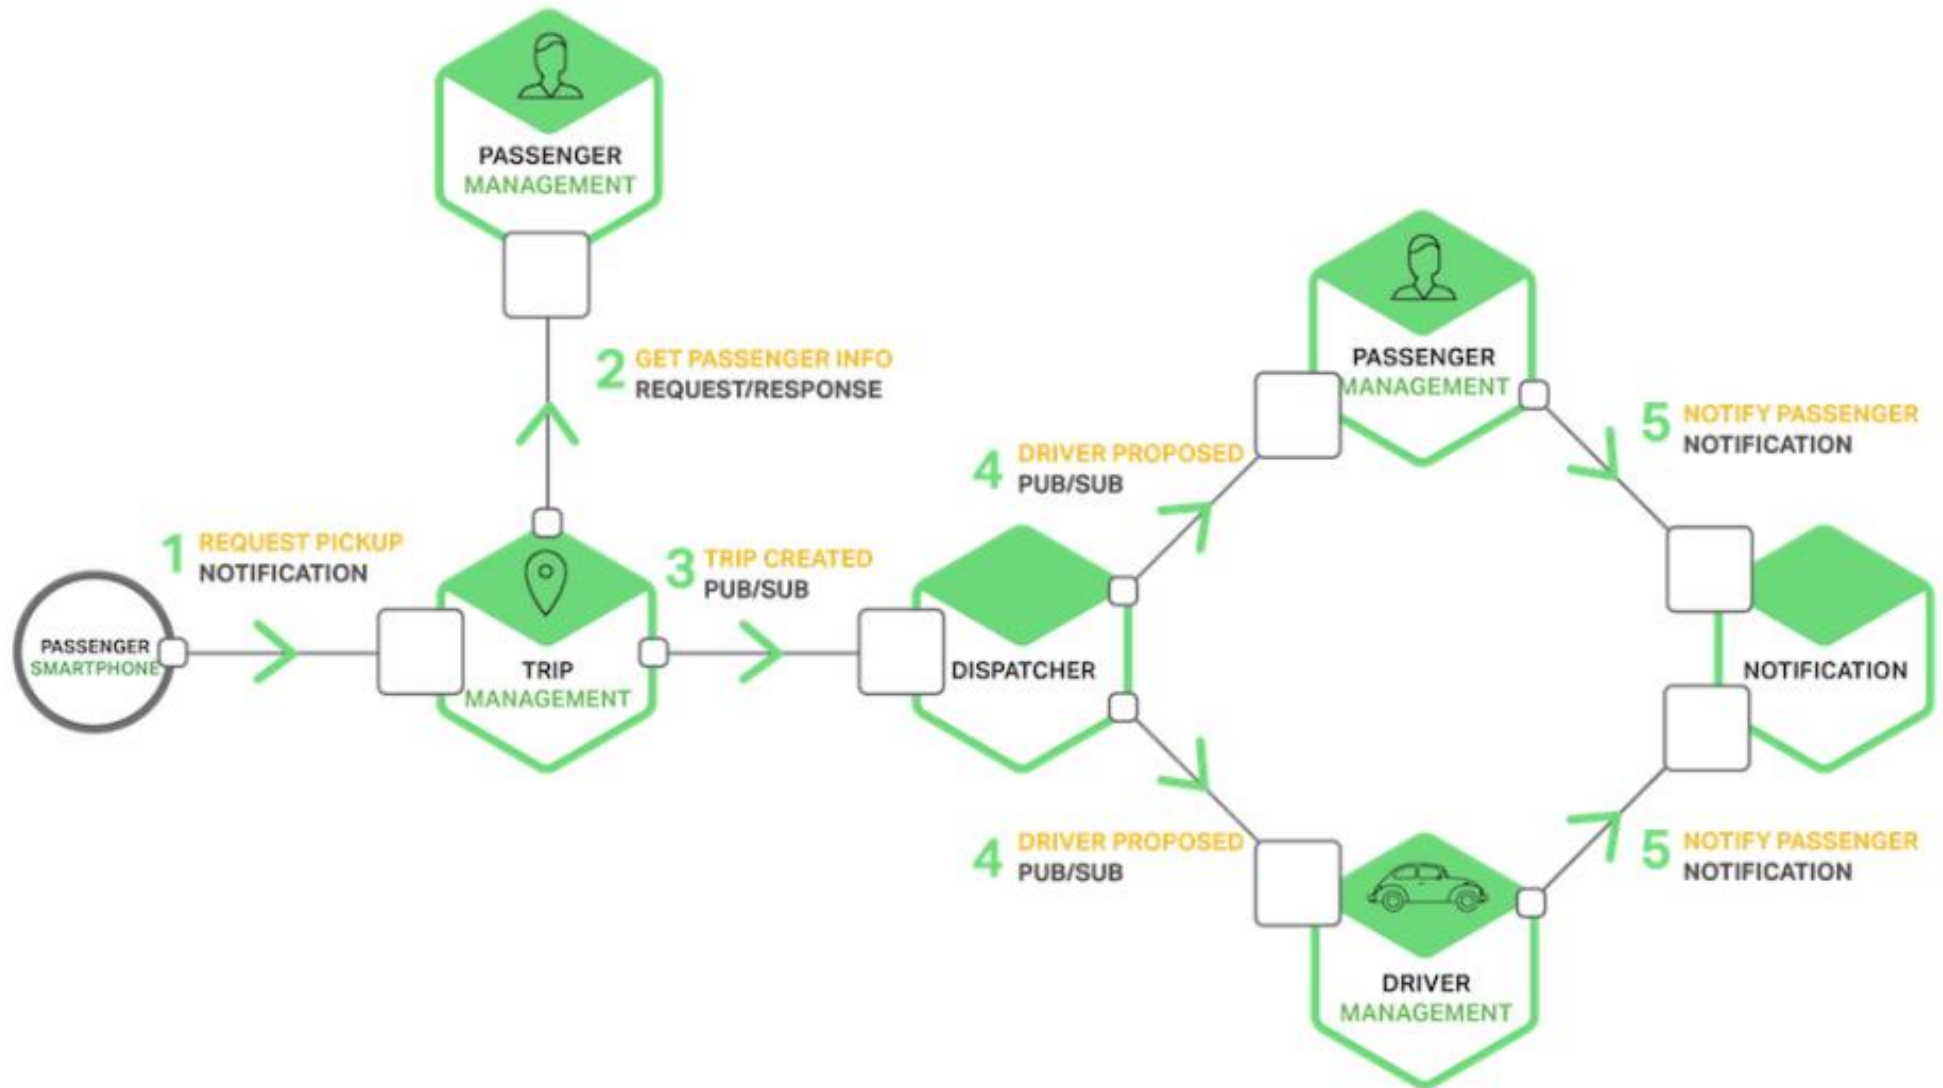 PASSENGER
MANAGEMENT
2 GET PASSENGER INFO
REQUEST/RESPONSE
1 REQUEST PICKUP
NOTIFICATION
PASSENGER
SMARTPHONE
TRIP
MANAGEMENT
3 TRIP CREATED
PUB/SUB
DISPATCHER
4 DRIVER PROPOSED
PUB/SUB
PASSENGER
MANAGEMENT
5 NOTIFY PASSENGER
NOTIFICATION
4 DRIVER PROPOSED
PUB/SUB
DRIVER
MANAGEMENT
5 NOTIFY PASSENGER
NOTIFICATION
NOTIFICATION